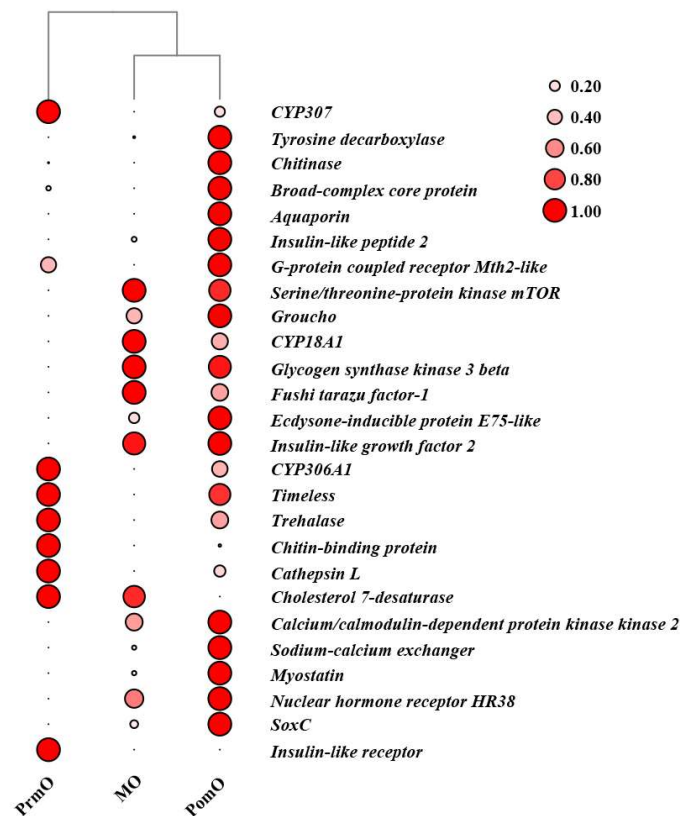 0.20
0.40
0.60
0.80
1.00
CYP307
Tyrosine decarboxylase
Chitinase
Broad-complex core protein
Aquaporin
Insulin-like peptide 2
G-protein coupled receptor Mth2-like
Serine/threonine-protein kinase mTOR
Groucho
CYP18A1
Glycogen synthase kinase 3 beta
Fushi tarazu factor-1
Ecdysone-inducible protein E75-like
Insulin-like growth factor 2
CYP306A1
Timeless
Trehalase
Chitin-binding protein
Cathepsin L
Cholesterol 7-desaturase
Calcium/calmodulin-dependent protein kinase kinase 2
Sodium-calcium exchanger
Myostatin
Nuclear hormone receptor HR38
SoxC
Insulin-like receptor
PrmO
MO
PomO